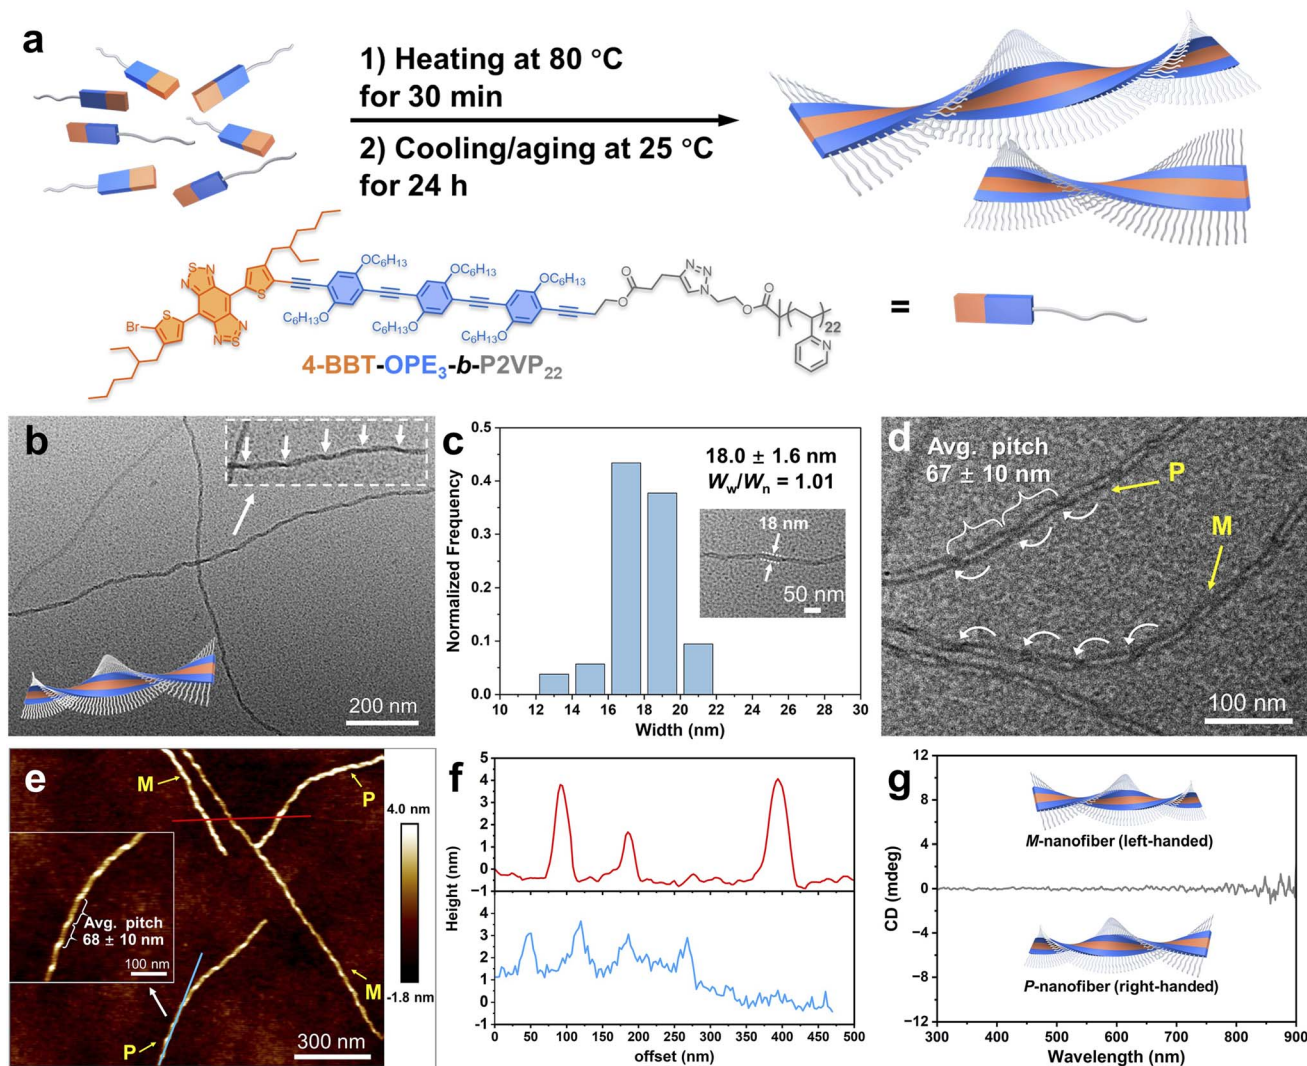 a
1) Heating at 80 °C
for 30 min
2) Cooling/aging at 25 °C
for 24 h
Br
S
N
S
N
N
S
N
S
OC6H13
C6H13O
OC6H13
C6H13O
OC6H13
C6H13O
O
O
N
N
N
O
O
N
22
4-BBT-OPE3-b-P2VP22
=
b
200 nm
c
18.0 ± 1.6 nm
Ww/Wn = 1.01
18 nm
50 nm
Normalized Frequency
0.5
0.4
0.3
0.2
0.1
0.0
10 12 14 16 18 20 22 24 26 28 30
Width (nm)
d
Avg. pitch
67 ± 10 nm
P
M
100 nm
e
M
P
4.0 nm
-1.8 nm
Avg. pitch
68 ± 10 nm
100 nm
M
P
300 nm
f
Height (nm)
5
4
3
2
1
0
−1
5
4
3
2
1
0
-1
0 50 100 150 200 250 300 350 400 450 500
offset (nm)
g
CD (mdeg)
12
8
4
0
−4
−8
−12
M-nanofiber (left-handed)
P-nanofiber (right-handed)
300 400 500 600 700 800 900
Wavelength (nm)